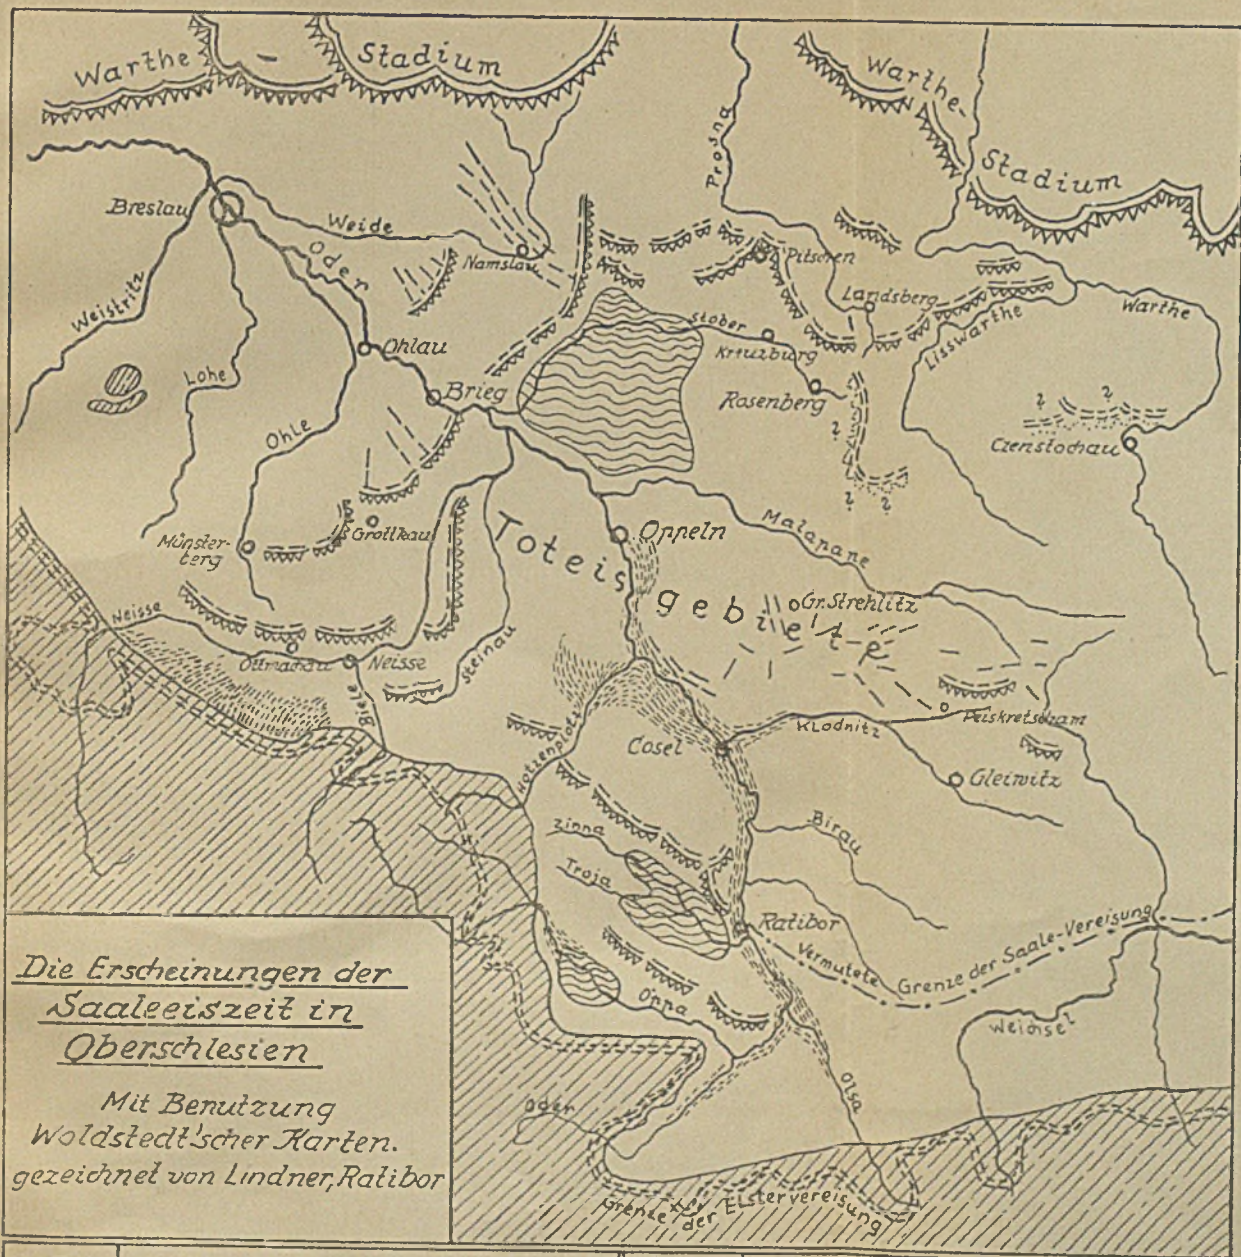 Warthe - Stadium
Warthe-
Stadium
Prosna
Breslau
Weide
Oder
Namslau
Pitschen
Landsberg
Weistritz
Stober
Kreuzburg
Lisswarthe
Warthe
Ohlau
Lohe
Brieg
Rosenberg
Ohle
Czenstochau
Münster-
berg
Grottkau
Toteis
gebiete
Oppeln
Malapane
Gr. Strehlitz
Neisse
Ottmachau
Neisse
Steinau
Biele
Hotzenplotz
Cosel
Klodnitz
Peiskretscham
Gleiwitz
Zinna
Birau
Troja
Ratibor
Vermutete Grenze der Saale-Vereisung
Oppa
Weichsel
Olsa
Oder
Grenze der Elstervereisung
Die Erscheinungen der
Saaleeiszeit in
Oberschlesien
Mit Benutzung
Woldstedt'scher Karten.
gezeichnet von Lindner, Ratibor
? ?
? ?
? ?